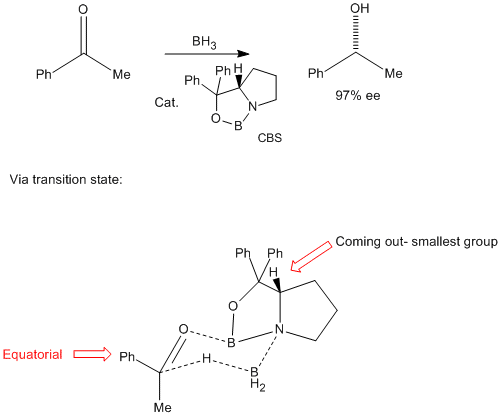 O
OH
BH3
Ph
Me
Ph
Ph
H
Ph
Me
Cat.
N
O
B
97% ee
CBS
Via transition state:
Coming out- smallest group
Ph
Ph
H
O
O
B
N
Equatorial
Ph
H
B
H2
Me